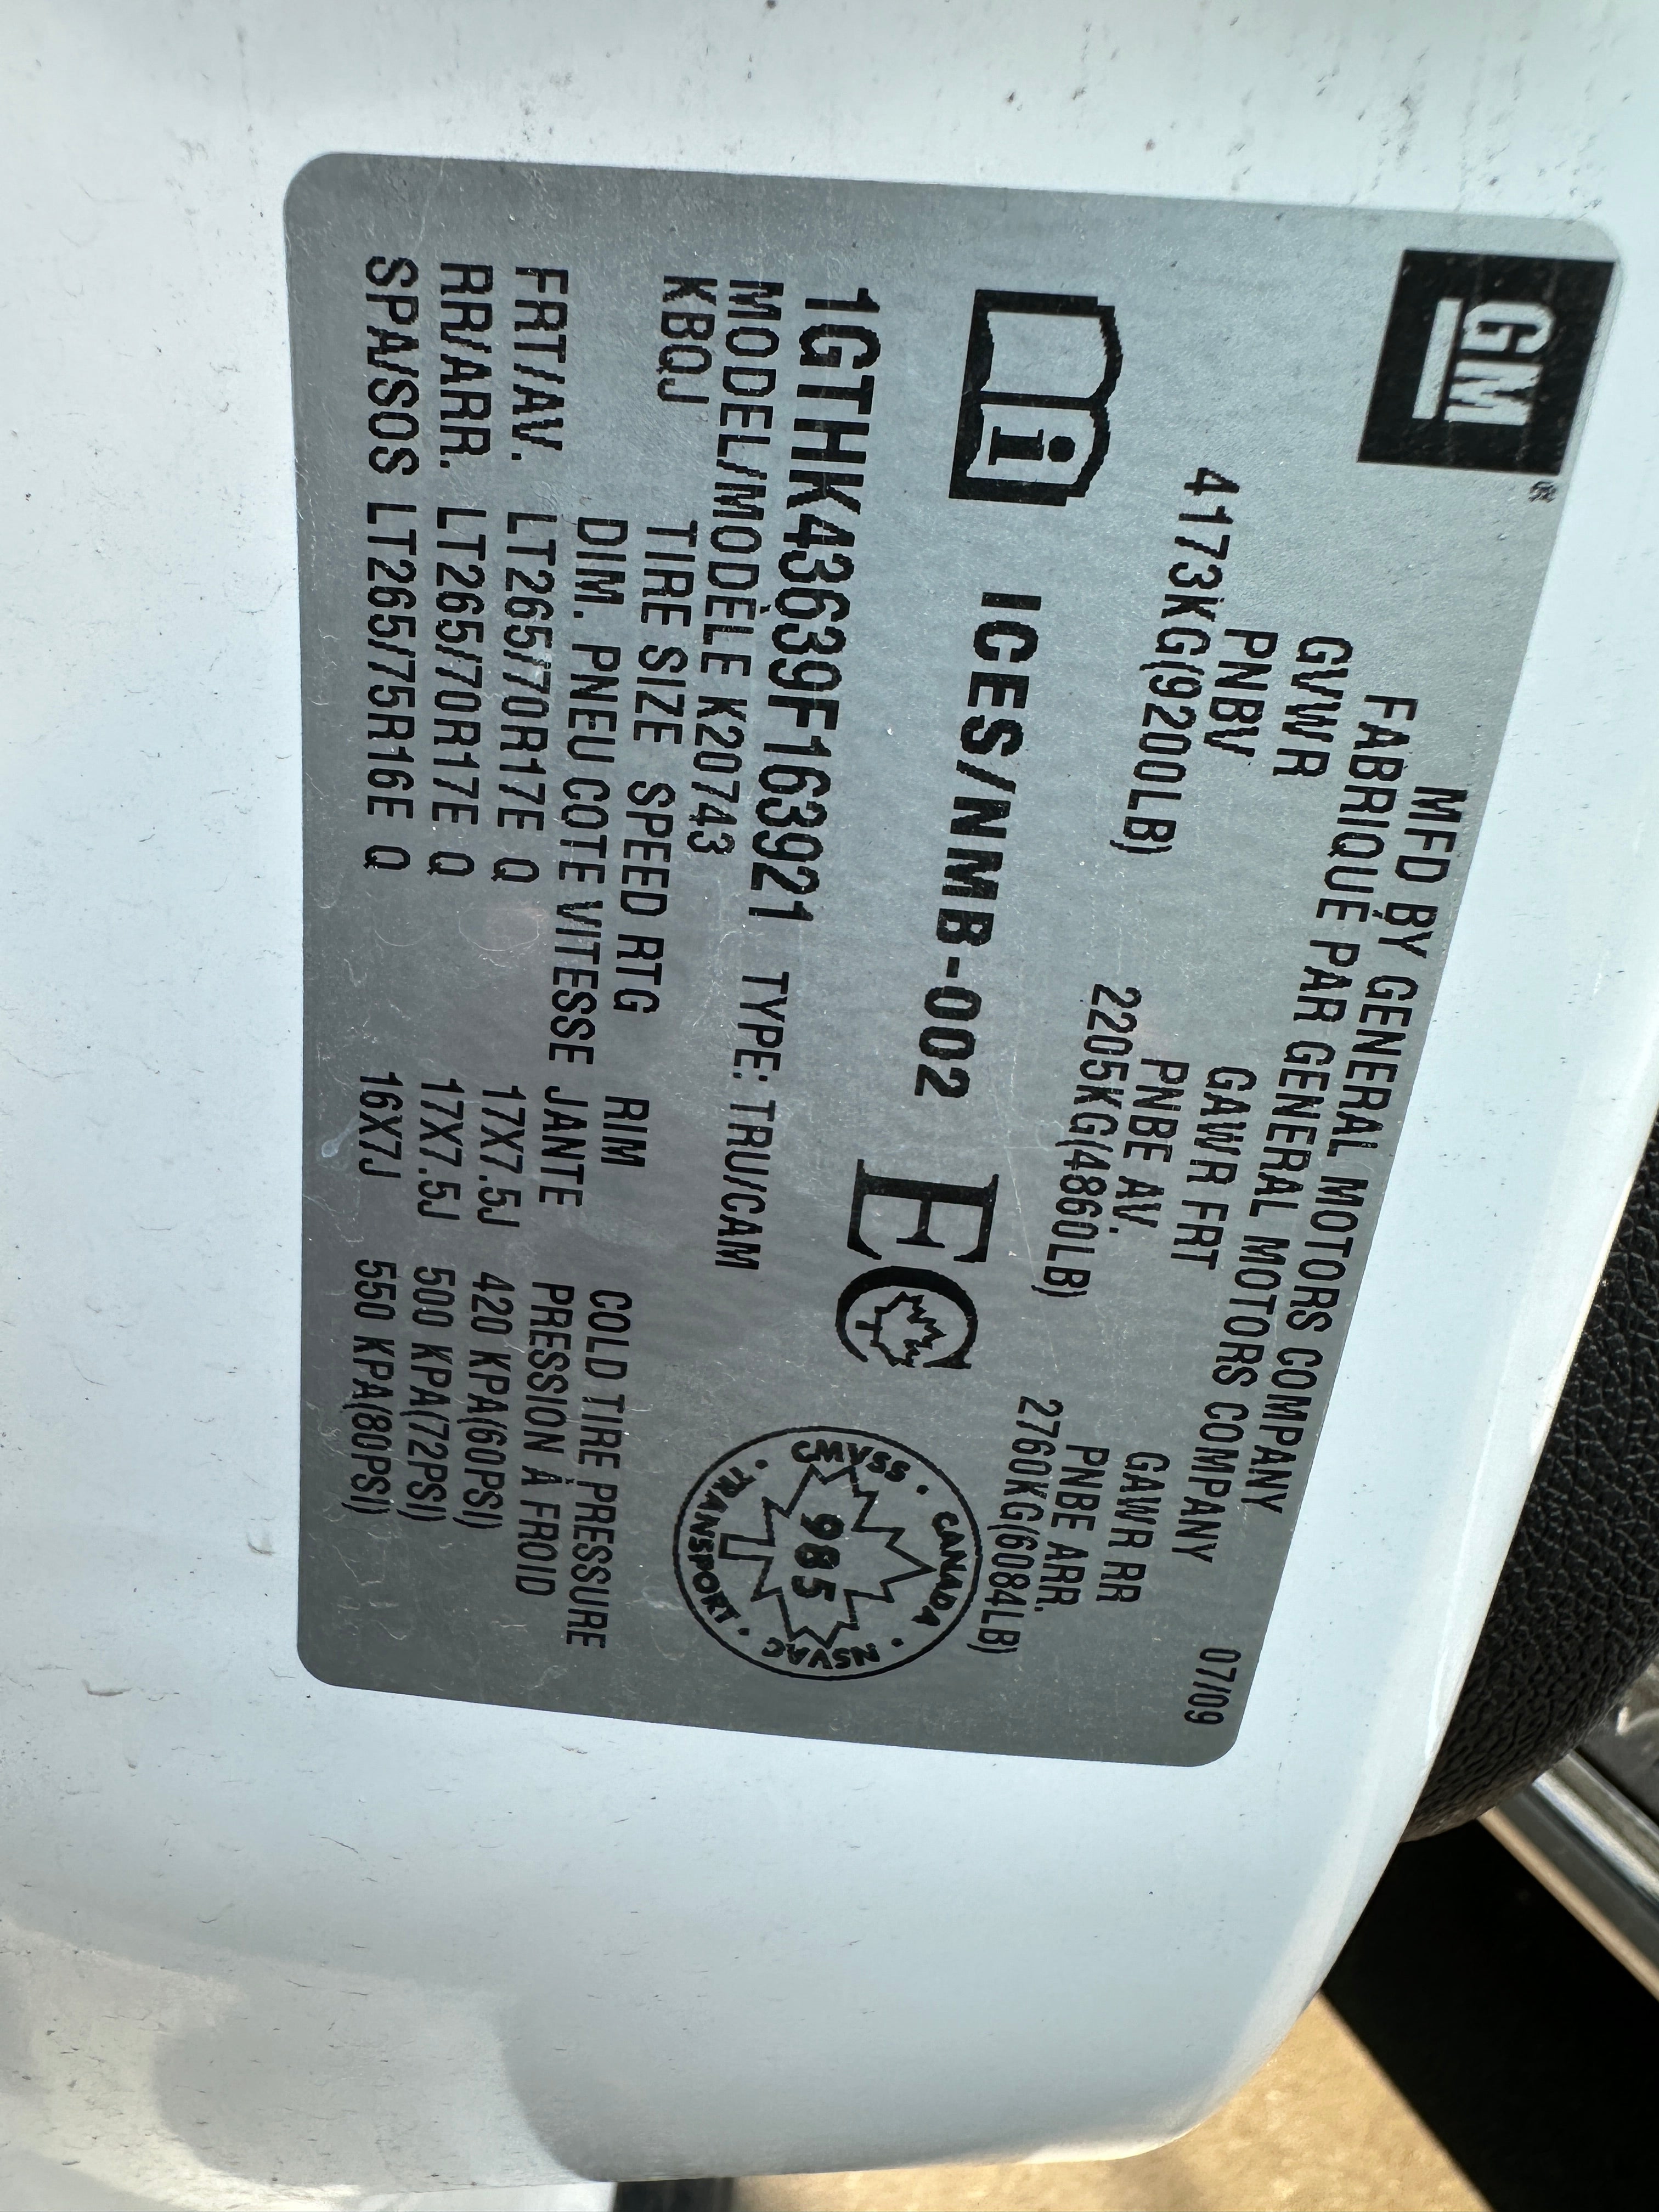 GM®
MFD BY GENERAL MOTORS COMPANY
07/09
FABRIQUÉ PAR GENERAL MOTORS COMPANY
GVWR GAWR FRT GAWR RR
PNBV PNBE AV. PNBE ARR.
4173KG(9200LB) 2205KG(4860LB) 2760KG(6084LB)
i ICES/NMB-002 EC
CMVSS · CANADA · NSVAC · TRANSPORT ·
985
1GTHK43639F163921 TYPE: TRU/CAM
MODEL/MODÈLE K20743
KBQJ
TIRE SIZE SPEED RTG RIM COLD TIRE PRESSURE
DIM. PNEU COTE VITESSE JANTE PRESSION À FROID
FRT/AV. LT265/70R17E Q 17X7.5J 420 KPA(60PSI)
RR/ARR. LT265/70R17E Q 17X7.5J 500 KPA(72PSI)
SPA/SOS LT265/75R16E Q 16X7J 550 KPA(80PSI)